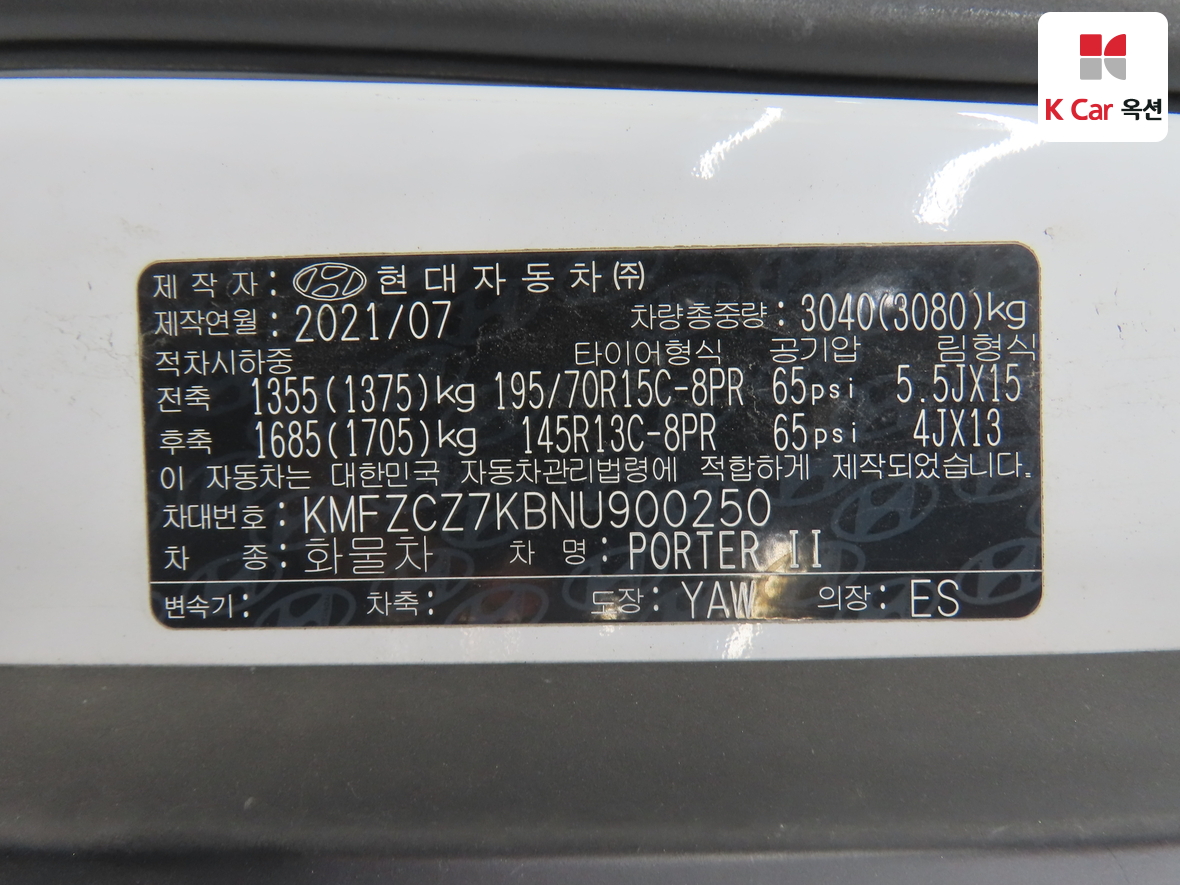 K Car 옥션
제 작 자 : 현대자동차㈜
제작연월 : 2021/07 차량총중량 : 3040(3080)kg
적차시하중 타이어형식 공기압 림형식
전축 1355(1375)kg 195/70R15C-8PR 65psi 5.5JX15
후축 1685(1705)kg 145R13C-8PR 65psi 4JX13
이 자동차는 대한민국 자동차관리법령에 적합하게 제작되었습니다.
차대번호 : KMFZCZ7KBNU900250
차 종 : 화물차 차 명 : PORTER II
변속기 : 차축 : 도장 : YAW 의장 : ES